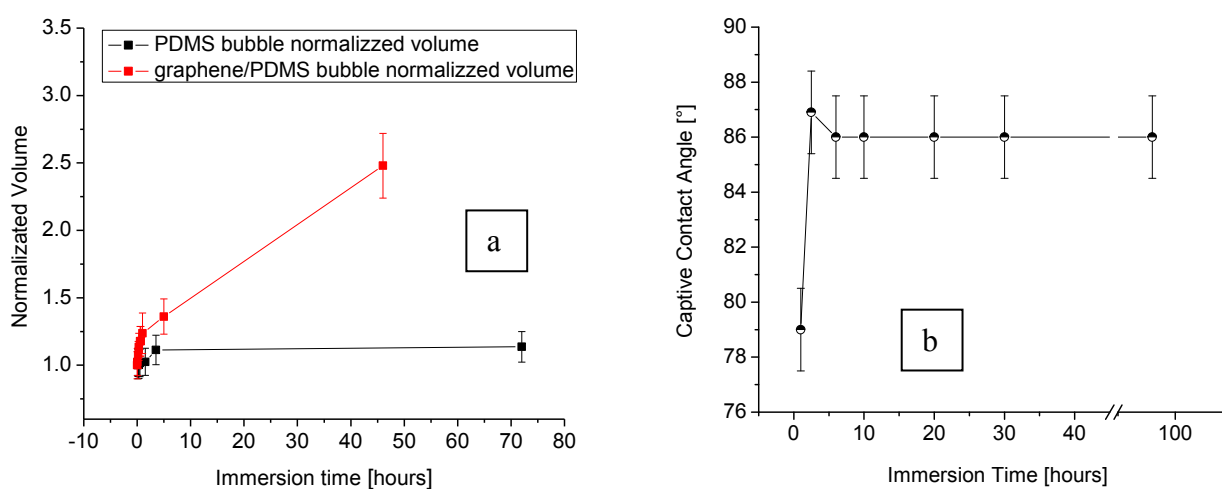 3.5
3.0
2.5
2.0
1.5
1.0
Normalizated Volume
PDMS bubble normalizzed volume
graphene/PDMS bubble normalizzed volume
a
-10 0 10 20 30 40 50 60 70 80
Immersion time [hours]
90
88
86
84
82
80
78
76
Captive Contact Angle [°]
b
0 10 20 30 40 100
Immersion Time [hours]